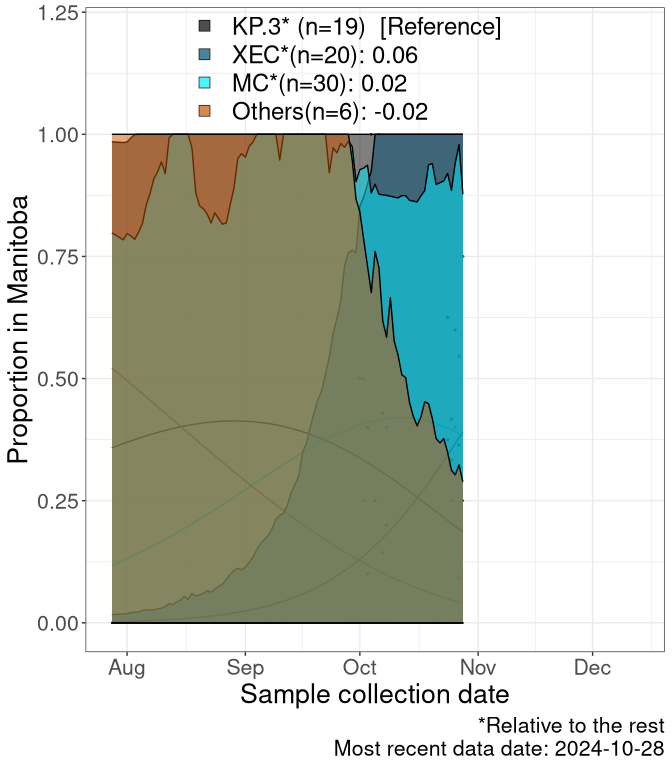 KP.3* (n=19)  [Reference]
XEC*(n=20): 0.06
MC*(n=30): 0.02
Others(n=6): -0.02
1.25
1.00
0.75
0.50
0.25
0.00
Proportion in Manitoba
Aug Sep Oct Nov Dec
Sample collection date
*Relative to the rest
Most recent data date: 2024-10-28